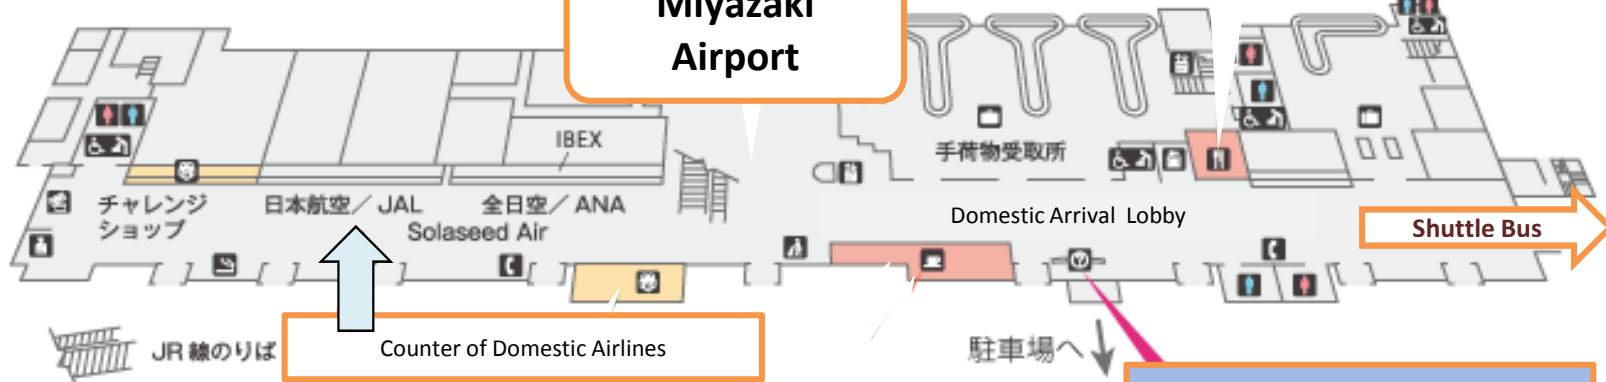 Miyazaki
Airport
IBEX
手荷物受取所
チャレンジ
ショップ
日本航空／JAL
全日空／ANA
Solaseed Air
Domestic Arrival Lobby
Shuttle Bus
JR 線のりば
Counter of Domestic Airlines
駐車場へ